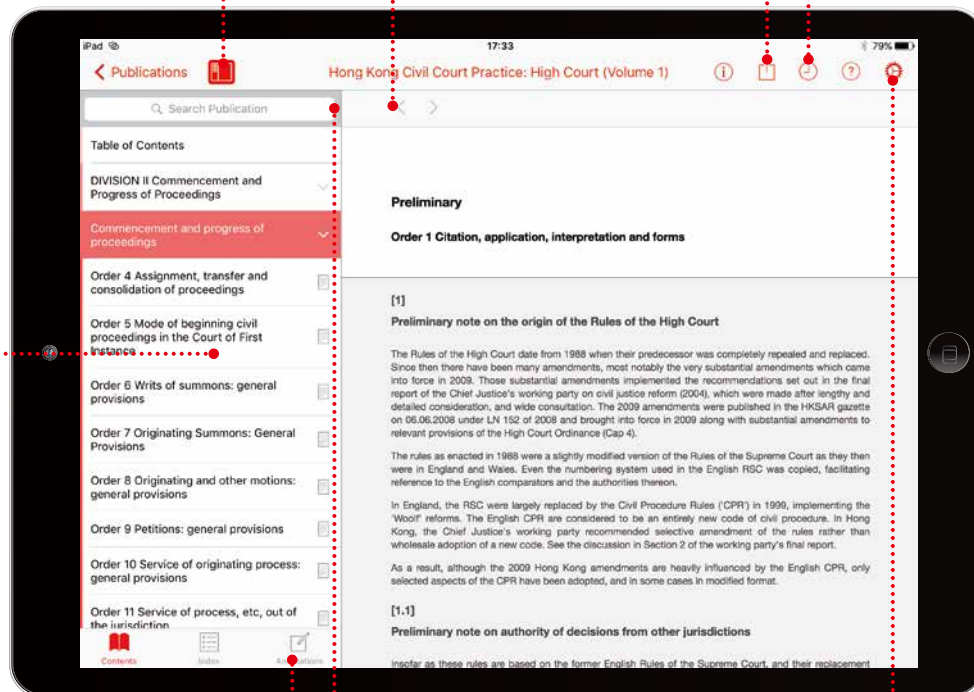 iPad
17:33
79%
Publications
Hong Kong Civil Court Practice: High Court (Volume 1)
Search Publication
Table of Contents
DIVISION II Commencement and
Progress of Proceedings
Commencement and progress of
proceedings
Order 4 Assignment, transfer and
consolidation of proceedings
Order 5 Mode of beginning civil
proceedings in the Court of First
Instance
Order 6 Writs of summons: general
provisions
Order 7 Originating Summons: General
Provisions
Order 8 Originating and other motions:
general provisions
Order 9 Petitions: general provisions
Order 10 Service of originating process:
general provisions
Order 11 Service of process, etc, out of
the jurisdiction
Contents
Index
Annotations
Preliminary
Order 1 Citation, application, interpretation and forms
[1]
Preliminary note on the origin of the Rules of the High Court
The Rules of the High Court date from 1988 when their predecessor was completely repealed and replaced.
Since then there have been many amendments, most notably the very substantial amendments which came
into force in 2009. Those substantial amendments implemented the recommendations set out in the final
report of the Chief Justice's working party on civil justice reform (2004), which were made after lengthy and
detailed consideration, and wide consultation. The 2009 amendments were published in the HKSAR gazette
on 06.06.2008 under LN 152 of 2008 and brought into force in 2009 along with substantial amendments to
relevant provisions of the High Court Ordinance (Cap 4).
The rules as enacted in 1988 were a slightly modified version of the Rules of the Supreme Court as they then
were in England and Wales. Even the numbering system used in the English RSC was copied, facilitating
reference to the English comparators and the authorities thereon.
In England, the RSC were largely replaced by the Civil Procedure Rules ('CPR') in 1999, implementing the
'Woolf' reforms. The English CPR are considered to be an entirely new code of civil procedure. In Hong
Kong, the Chief Justice's working party recommended selective amendment of the rules rather than
wholesale adoption of a new code. See the discussion in Section 2 of the working party's final report.
As a result, although the 2009 Hong Kong amendments are heavily influenced by the English CPR, only
selected aspects of the CPR have been adopted, and in some cases in modified format.
[1.1]
Preliminary note on authority of decisions from other jurisdictions
Insofar as these rules are based on the former English Rules of the Supreme Court, and their replacement